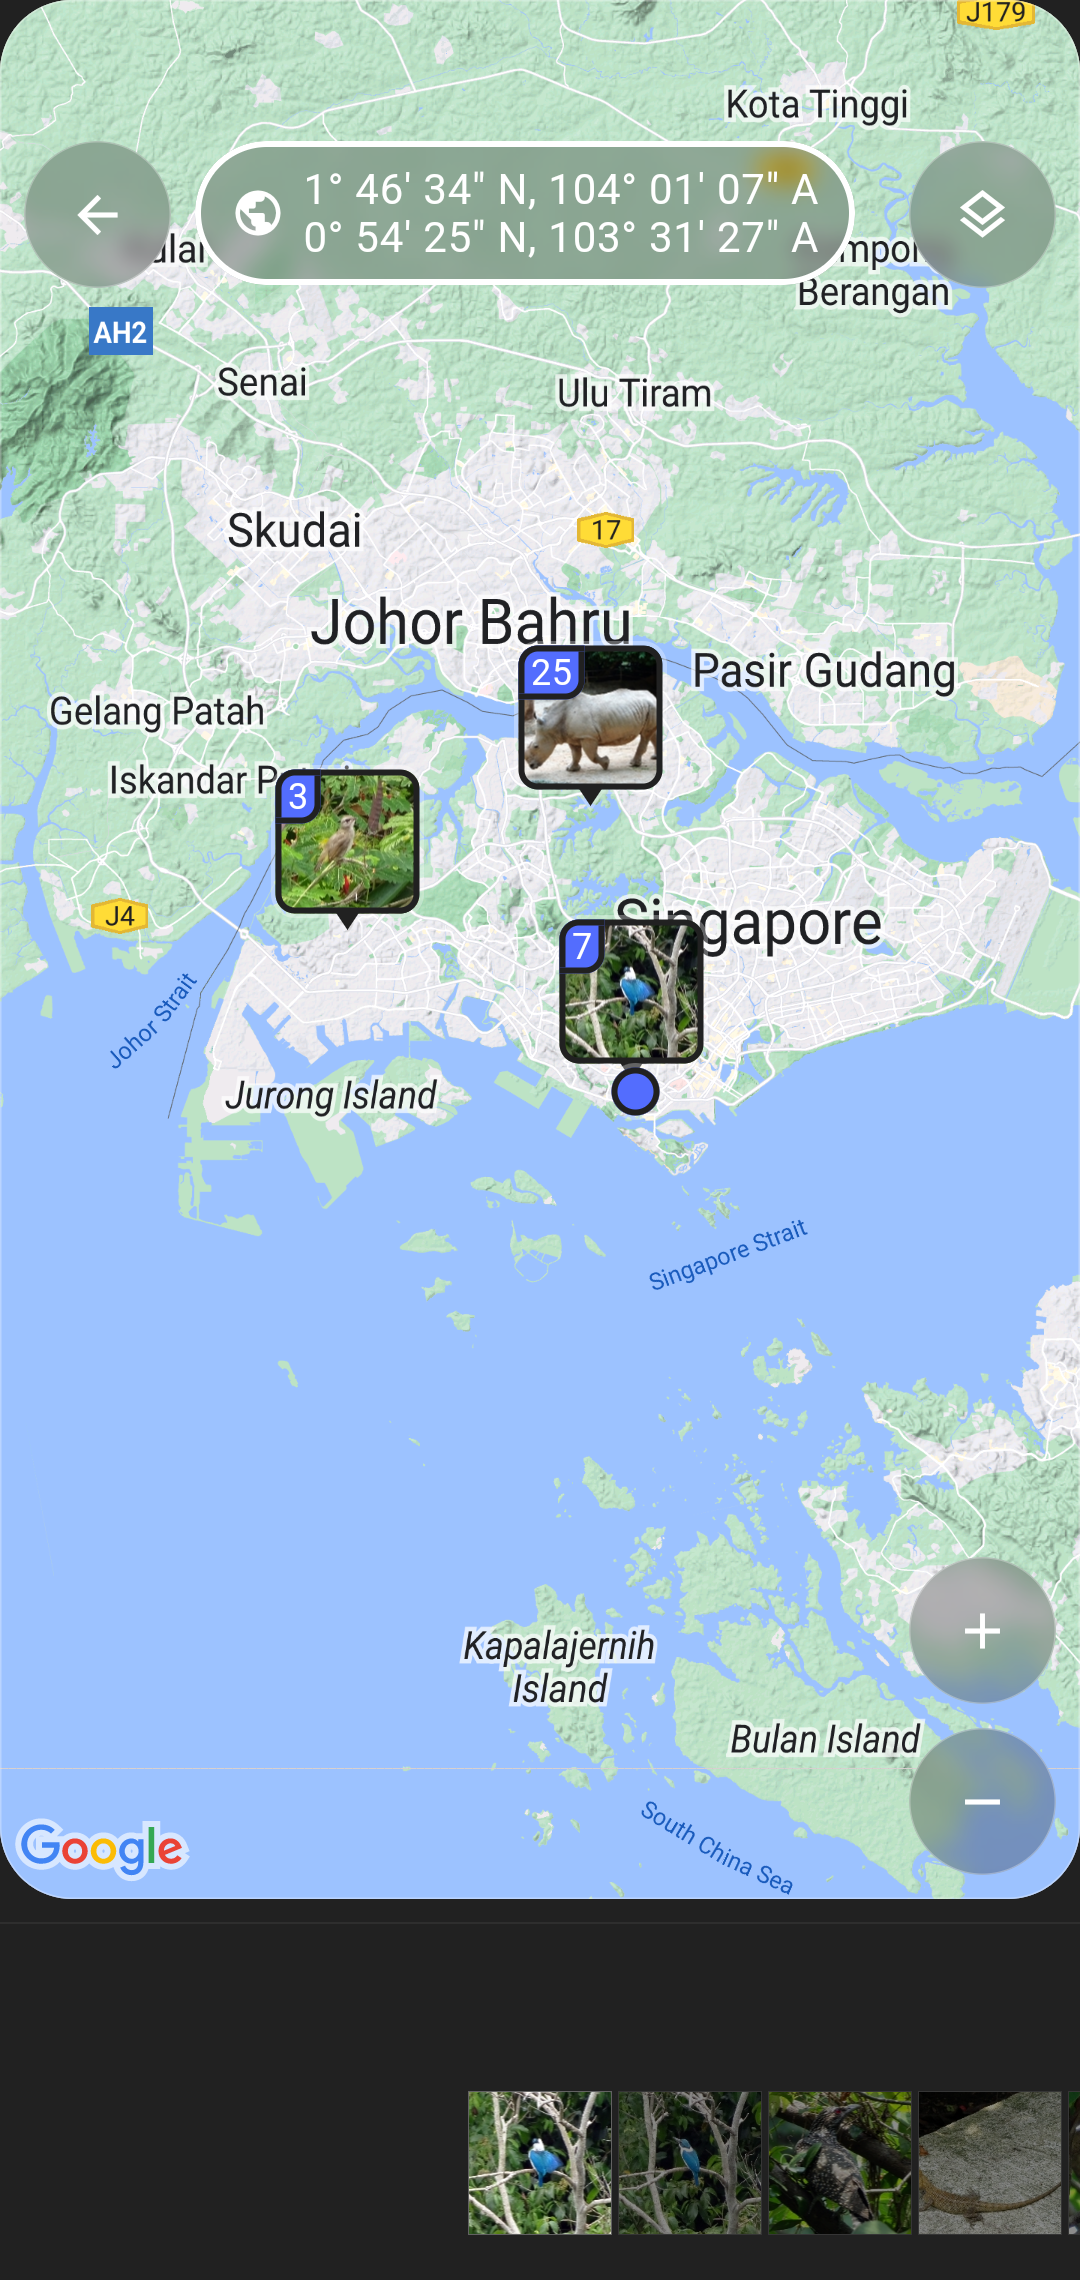 J179
Kota Tinggi
1° 46' 34" N, 104° 01' 07" A
0° 54' 25" N, 103° 31' 27" A
Berangan
AH2
Senai
Ulu Tiram
Skudai
17
Johor Bahru
25
Pasir Gudang
Gelang Patah
Iskandar
3
J4
Singapore
7
Johor Strait
Jurong Island
Singapore Strait
Kapalajernih
Island
Bulan Island
South China Sea
Google